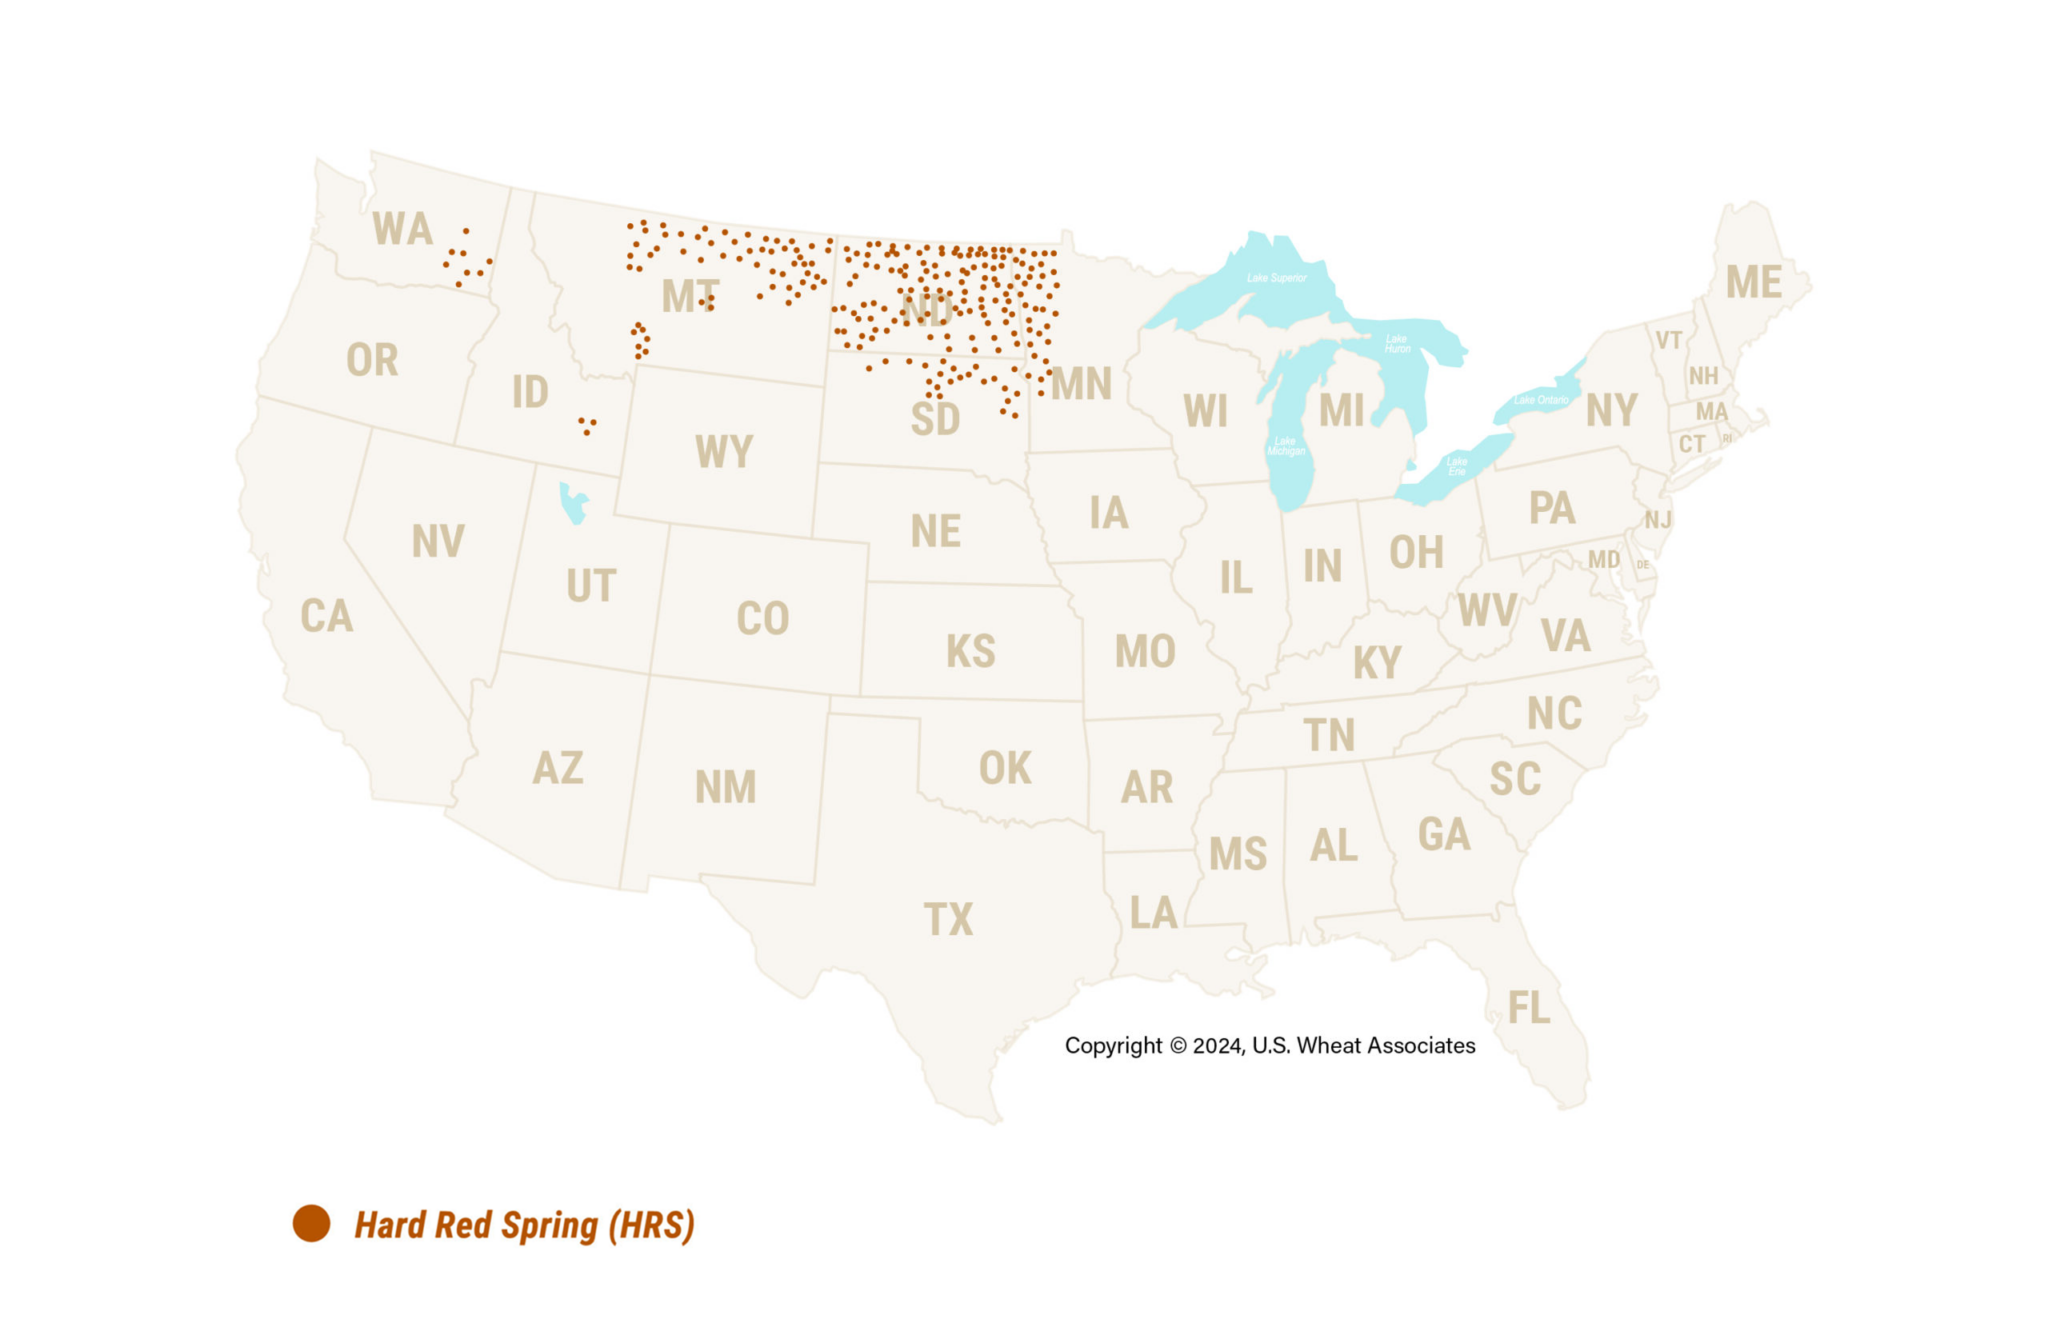 WA
MT
ND
MN
OR
ID
WY
SD
WI
MI
NY
ME
VT
NH
MA
CT
RI
Lake Superior
Lake
Huron
Lake Ontario
Lake
Michigan
Lake
Erie
NV
UT
CA
CO
NE
IA
IL
IN
OH
PA
NJ
MD
DE
WV
VA
KS
MO
KY
NC
TN
SC
AZ
NM
OK
AR
MS
AL
GA
TX
LA
FL
Copyright © 2024, U.S. Wheat Associates
Hard Red Spring (HRS)